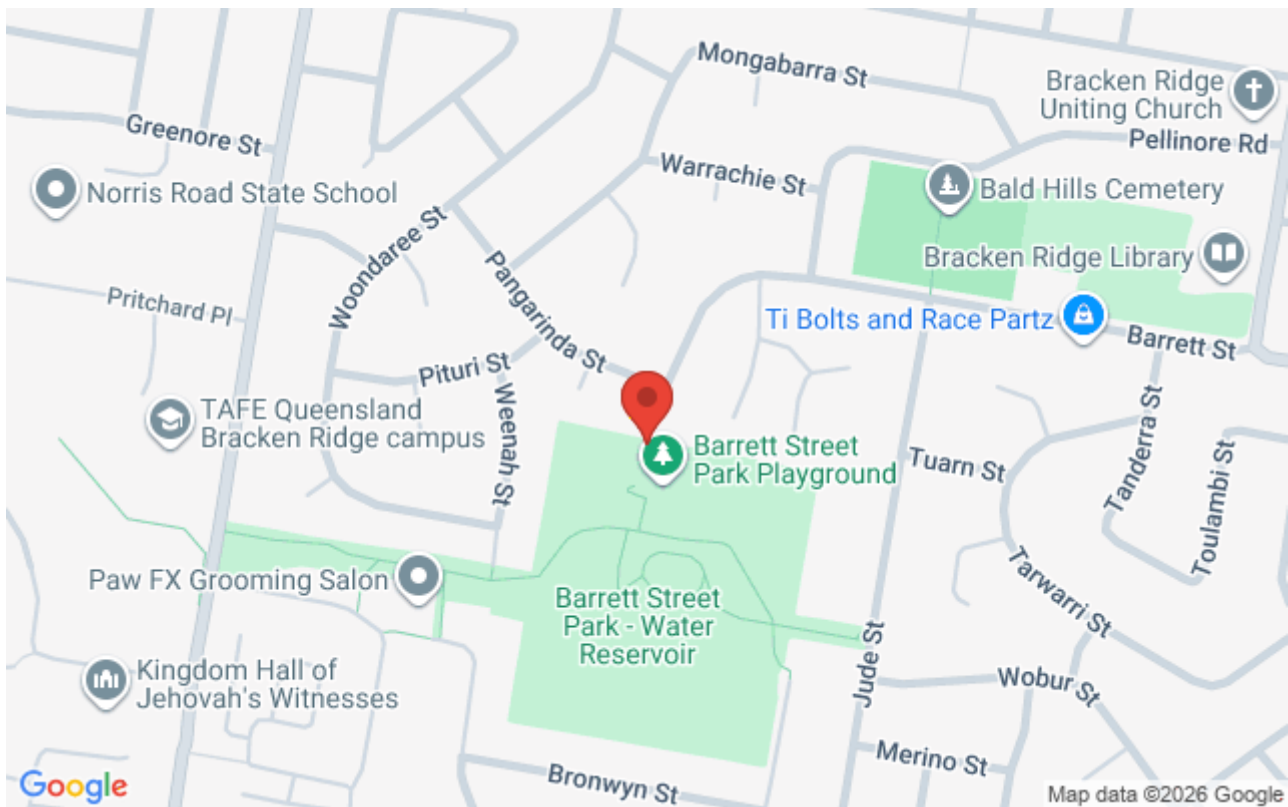 Mongabarra St
Bracken Ridge
Uniting Church
Greenore St
Pellinore Rd
Warrachie St
Norris Road State School
Bald Hills Cemetery
Woondaree St
Pangarinda St
Bracken Ridge Library
Pritchard Pl
Ti Bolts and Race Partz
Barrett St
Pituri St
Weenah St
TAFE Queensland
Bracken Ridge campus
Barrett Street
Park Playground
Tuarn St
Tanderra St
Toulambi St
Paw FX Grooming Salon
Barrett Street
Park - Water
Reservoir
Tarwarri St
Jude St
Kingdom Hall of
Jehovah's Witnesses
Wobur St
Merino St
Bronwyn St
Google
Map data ©2026 Google